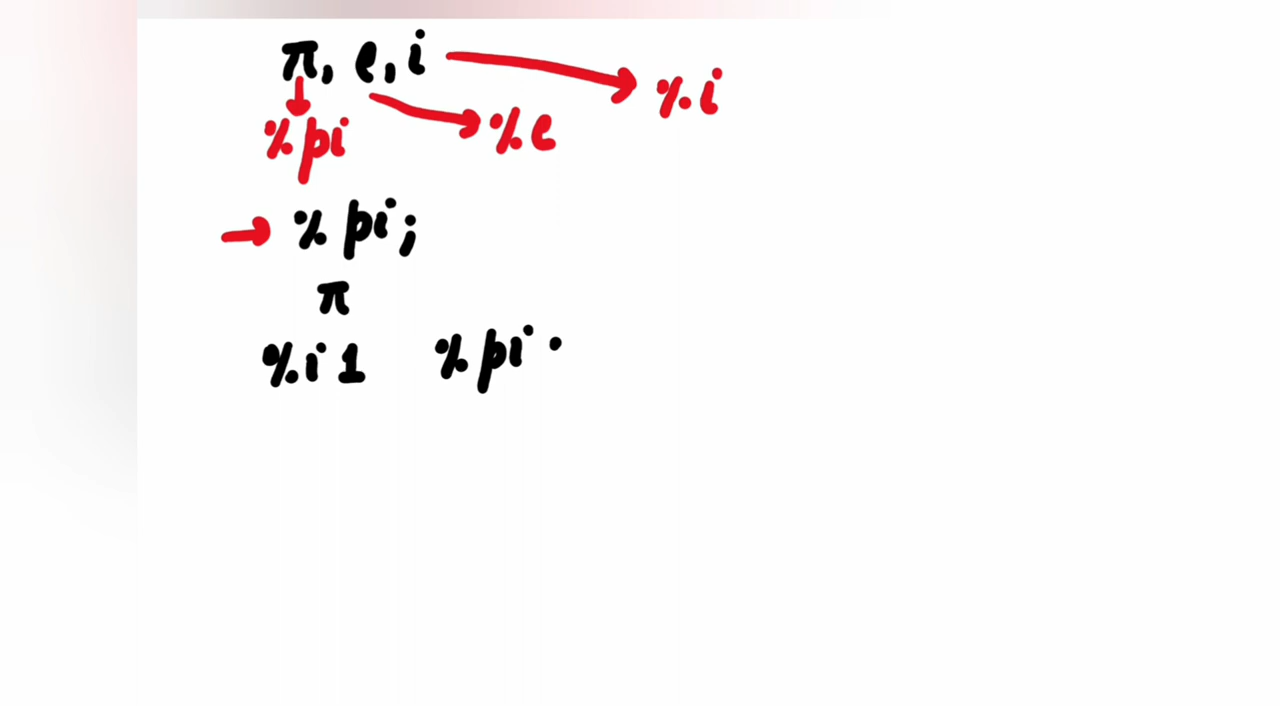 π, e, i
%i
%pi
%e
%pi;
π
%i1 %pi ·